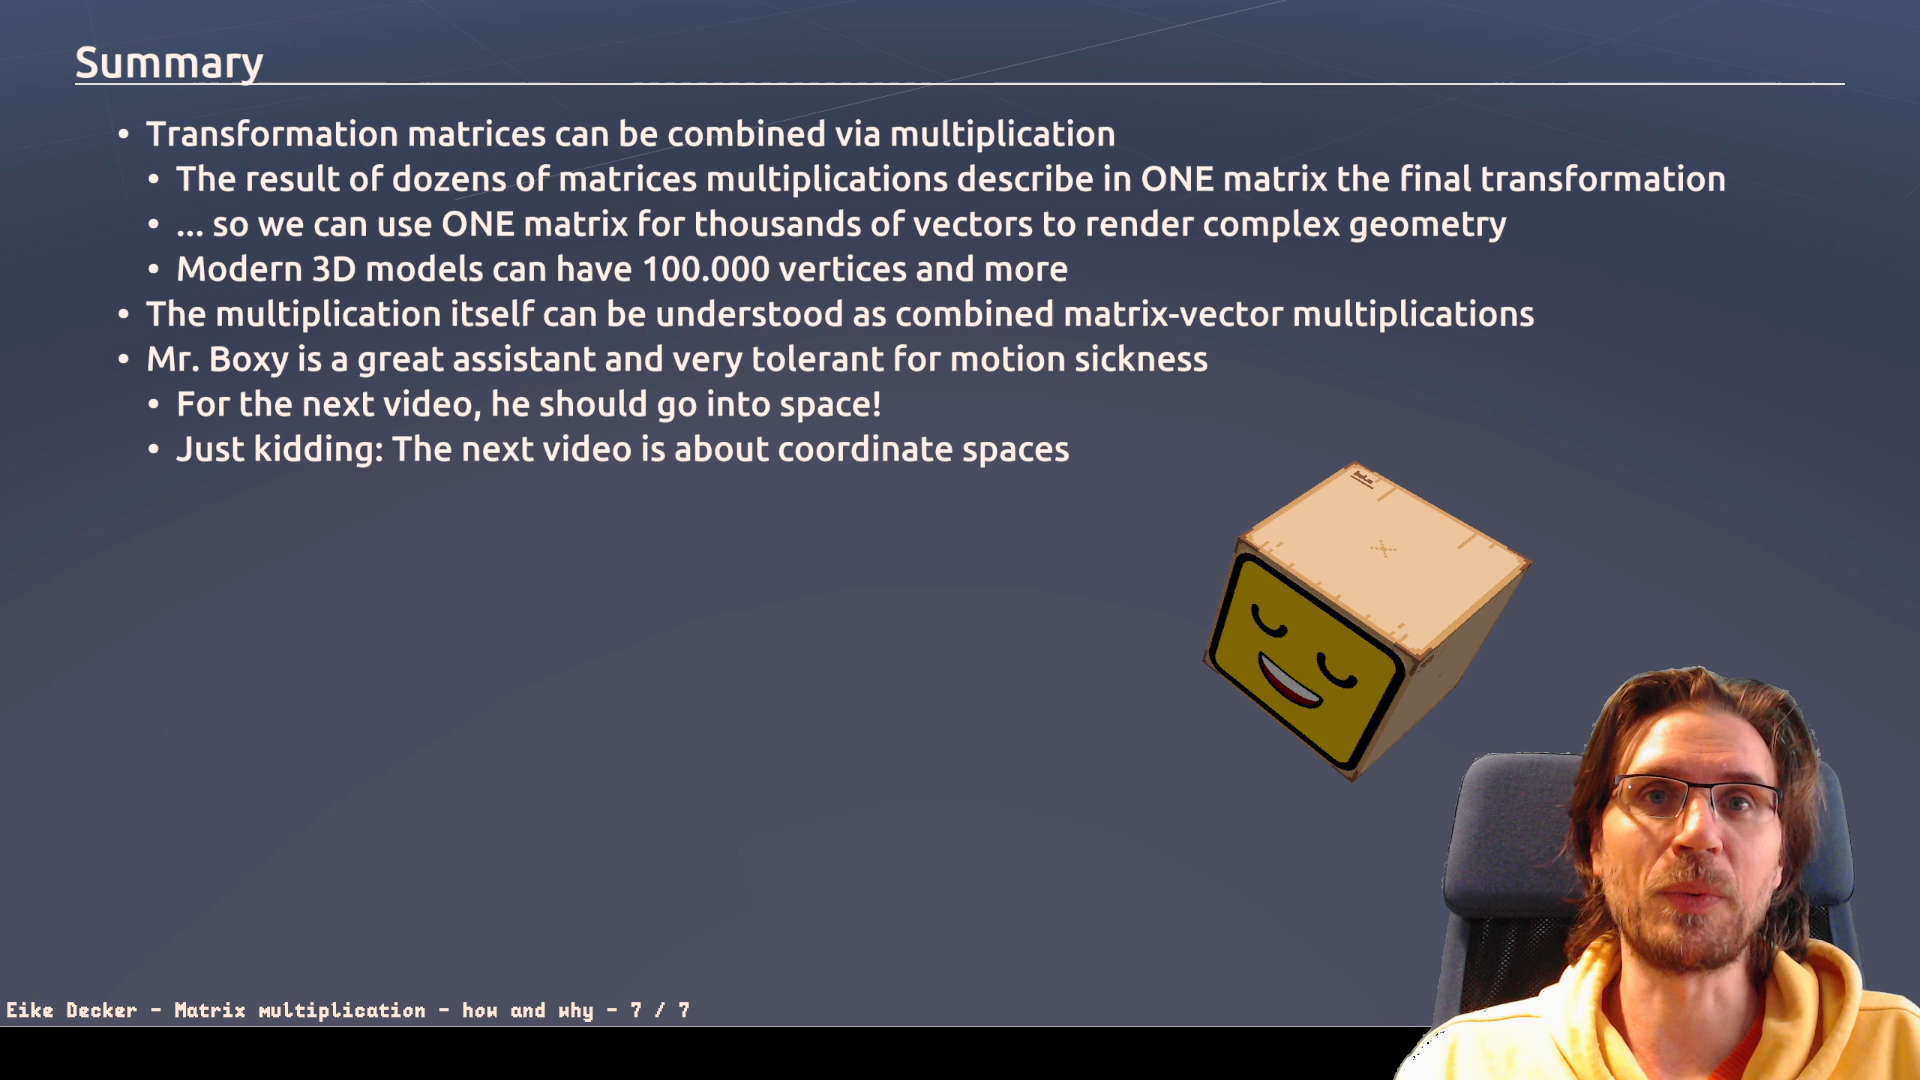 Summary
• Transformation matrices can be combined via multiplication
• The result of dozens of matrices multiplications describe in ONE matrix the final transformation
• ... so we can use ONE matrix for thousands of vectors to render complex geometry
• Modern 3D models can have 100.000 vertices and more
• The multiplication itself can be understood as combined matrix-vector multiplications
• Mr. Boxy is a great assistant and very tolerant for motion sickness
• For the next video, he should go into space!
• Just kidding: The next video is about coordinate spaces
Eike Decker - Matrix multiplication - how and why - 7 / 7